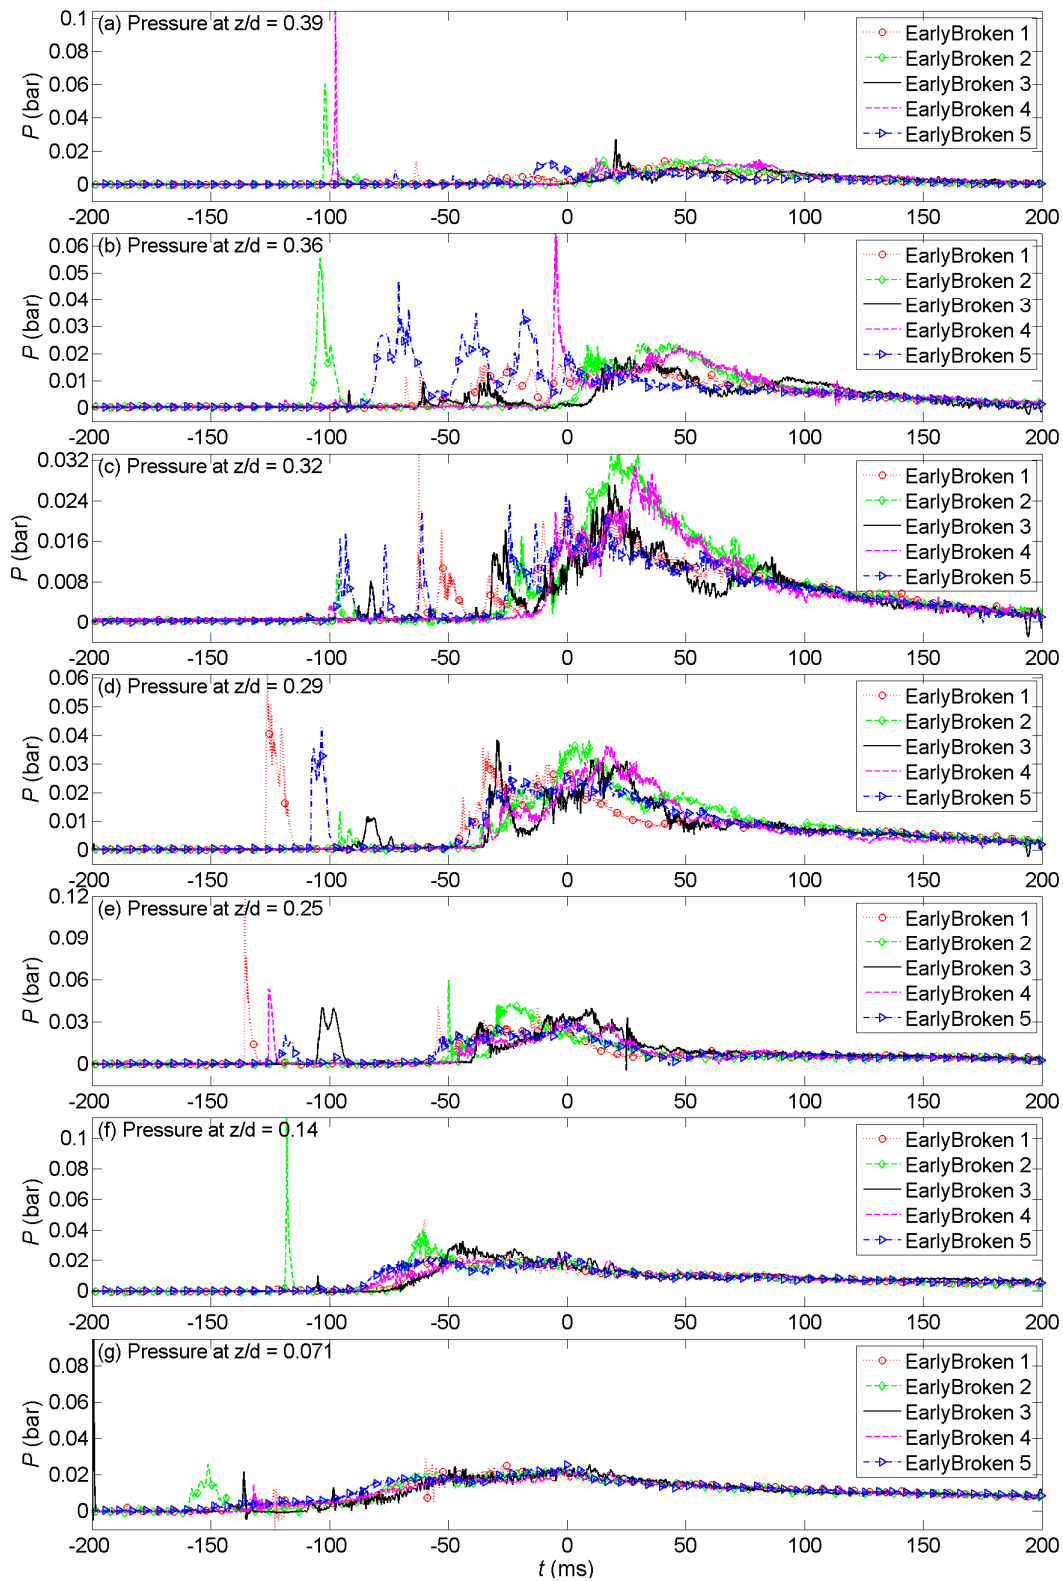 (a) Pressure at z/d = 0.39
P (bar)
0.1
0.08
0.06
0.04
0.02
0
-200 -150 -100 -50 0 50 100 150 200
EarlyBroken 1
EarlyBroken 2
EarlyBroken 3
EarlyBroken 4
EarlyBroken 5
(b) Pressure at z/d = 0.36
P (bar)
0.06
0.05
0.04
0.03
0.02
0.01
0
-200 -150 -100 -50 0 50 100 150 200
EarlyBroken 1
EarlyBroken 2
EarlyBroken 3
EarlyBroken 4
EarlyBroken 5
(c) Pressure at z/d = 0.32
P (bar)
0.032
0.024
0.016
0.008
0
-200 -150 -100 -50 0 50 100 150 200
EarlyBroken 1
EarlyBroken 2
EarlyBroken 3
EarlyBroken 4
EarlyBroken 5
(d) Pressure at z/d = 0.29
P (bar)
0.06
0.05
0.04
0.03
0.02
0.01
0
-200 -150 -100 -50 0 50 100 150 200
EarlyBroken 1
EarlyBroken 2
EarlyBroken 3
EarlyBroken 4
EarlyBroken 5
(e) Pressure at z/d = 0.25
P (bar)
0.12
0.09
0.06
0.03
0
-200 -150 -100 -50 0 50 100 150 200
EarlyBroken 1
EarlyBroken 2
EarlyBroken 3
EarlyBroken 4
EarlyBroken 5
(f) Pressure at z/d = 0.14
P (bar)
0.1
0.08
0.06
0.04
0.02
0
-200 -150 -100 -50 0 50 100 150 200
EarlyBroken 1
EarlyBroken 2
EarlyBroken 3
EarlyBroken 4
EarlyBroken 5
(g) Pressure at z/d = 0.071
P (bar)
0.08
0.06
0.04
0.02
0
-200 -150 -100 -50 0 50 100 150 200
EarlyBroken 1
EarlyBroken 2
EarlyBroken 3
EarlyBroken 4
EarlyBroken 5
t (ms)